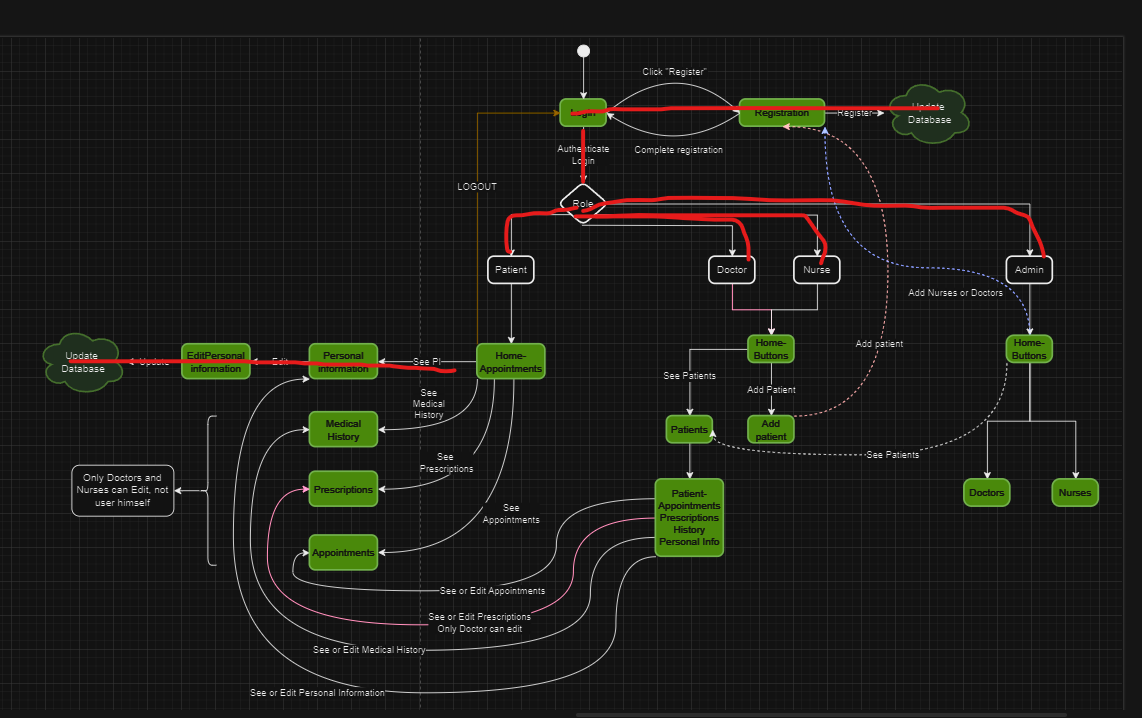 Click "Register"
Login
Registration
Register
Update
Database
Authenticate
Login
Complete registration
LOGOUT
Role
Patient
Doctor
Nurse
Admin
Add Nurses or Doctors
Update
Database
Update
EditPersonal
information
Edit
Personal
information
See PI
Home-
Appointments
Home-
Buttons
Add patient
Home-
Buttons
See Patients
Add Patient
See
Medical
History
Medical
History
Patients
Add
patient
See Patients
See
Prescriptions
Only Doctors and
Nurses can Edit, not
user himself
Prescriptions
See
Appointments
Patient-
Appointments
Prescriptions
History
Personal Info
Doctors
Nurses
Appointments
See or Edit Appointments
See or Edit Prescriptions
Only Doctor can edit
See or Edit Medical History
See or Edit Personal Information